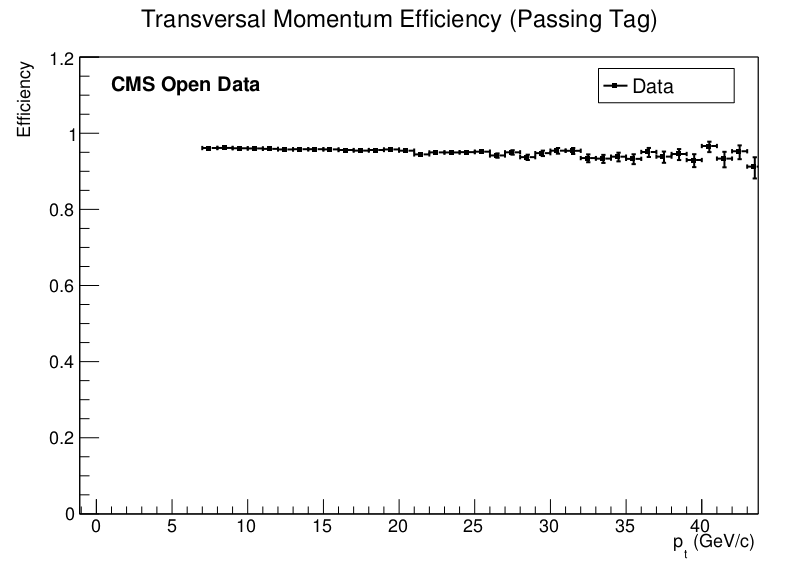 Transversal Momentum Efficiency (Passing Tag)
Efficiency
1.2
1
0.8
0.6
0.4
0.2
0
CMS Open Data
Data
0 5 10 15 20 25 30 35 40
p_t (GeV/c)